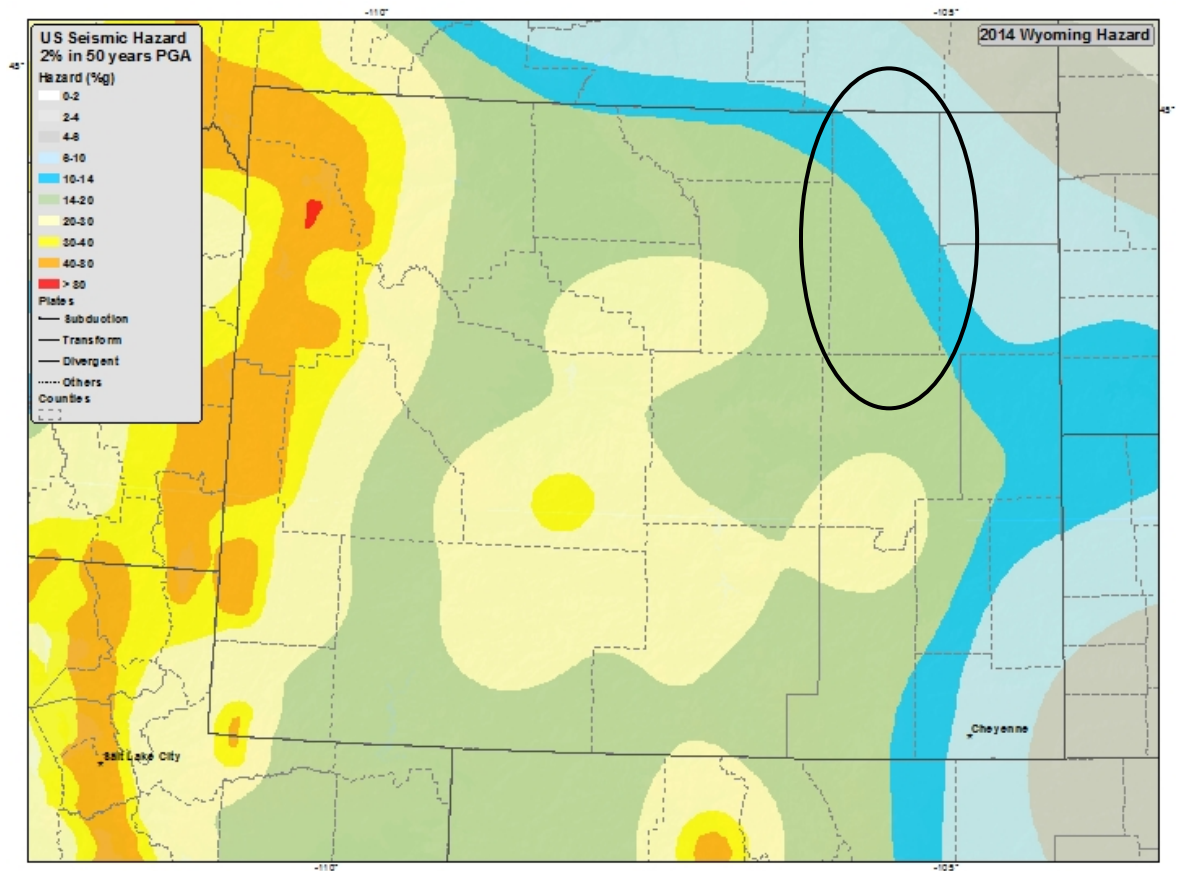 -110°
-105°
US Seismic Hazard
2% in 50 years PGA
2014 Wyoming Hazard
45°
Hazard (%g)
0-2
2-4
4-6
6-10
10-14
14-20
20-30
30-40
40-80
> 80
Plates
Subduction
Transform
Divergent
Others
Counties
45°
Cheyenne
Salt Lake City
-110°
-105°